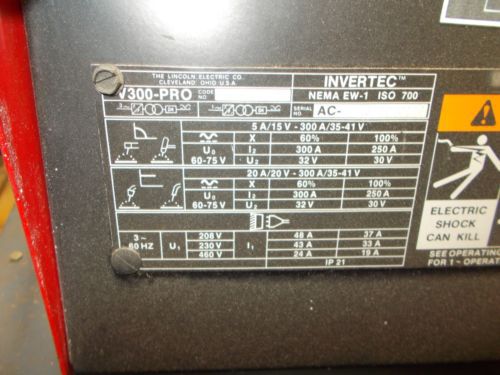 THE LINCOLN ELECTRIC CO.
CLEVELAND, OHIO U.S.A.
V300-PRO CODE NO.
INVERTEC™
NEMA EW-1 ISO 700
3~ 1~
SERIAL NO. AC-
5 A/15 V - 300 A/35-41 V
X 60% 100%
U0 I2 300 A 250 A
60-75 V U2 32 V 30 V
20 A/20 V - 300 A/35-41 V
X 60% 100%
U0 I2 300 A 250 A
60-75 V U2 32 V 30 V
3~ 60 HZ U1 208 V I1 48 A 37 A
230 V 43 A 33 A
460 V 24 A 19 A
IP 21
ELECTRIC
SHOCK
CAN KILL
SEE OPERATING
FOR 1~ OPERAT